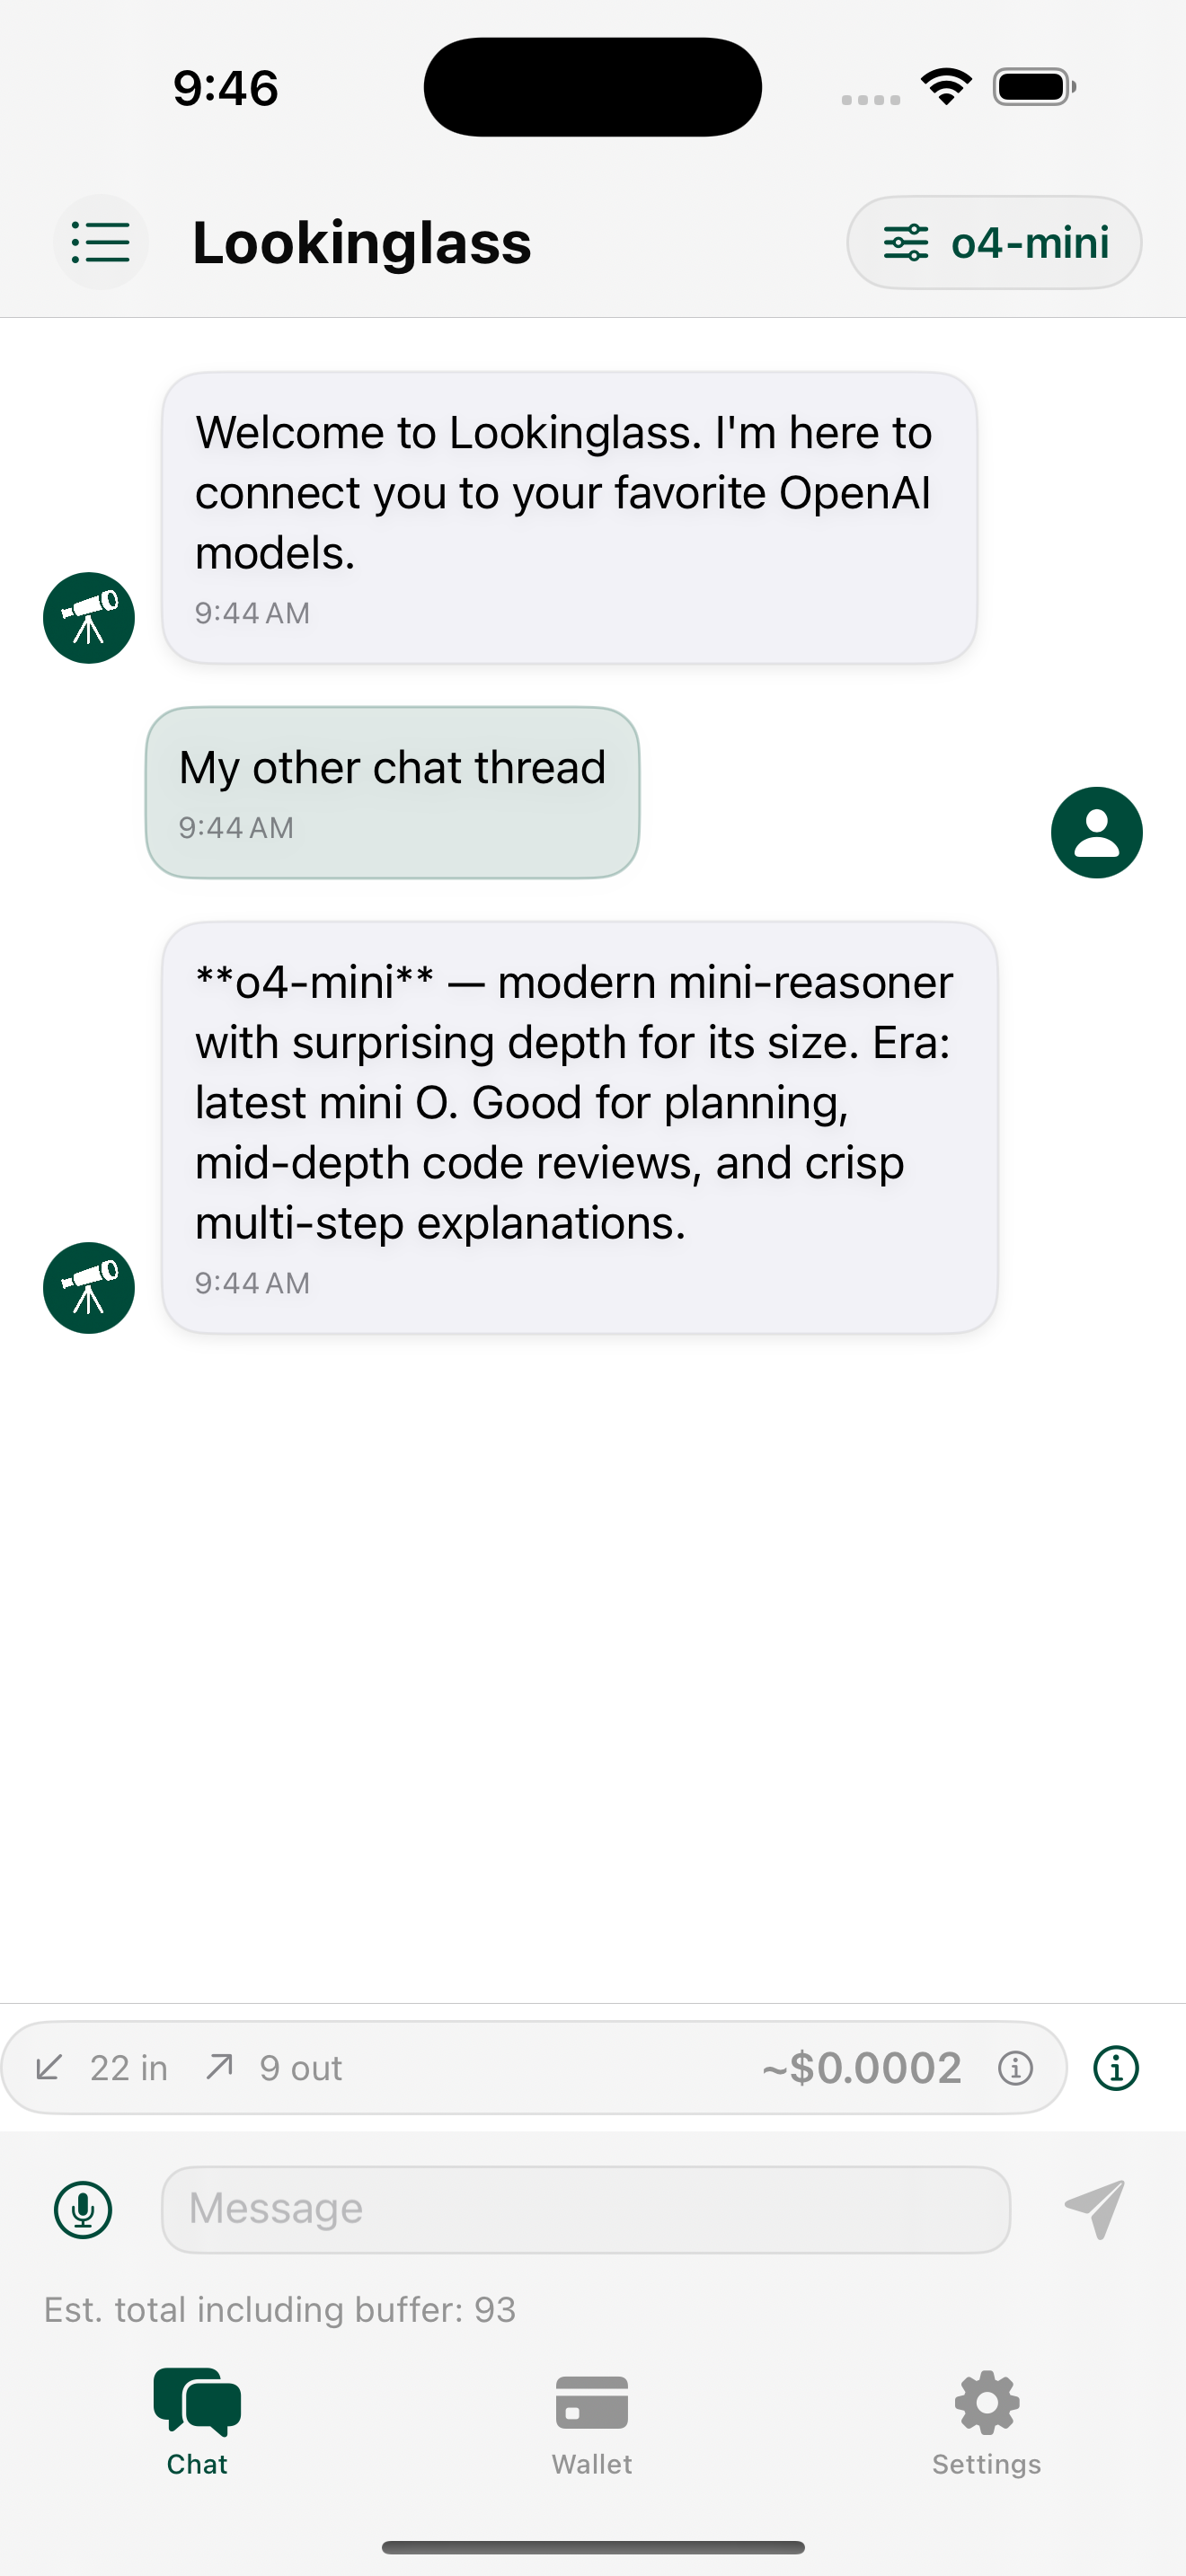 9:46
Lookinglass
o4-mini
Welcome to Lookinglass. I'm here to
connect you to your favorite OpenAI
models.
9:44 AM
My other chat thread
9:44 AM
**o4-mini** — modern mini-reasoner
with surprising depth for its size. Era:
latest mini O. Good for planning,
mid-depth code reviews, and crisp
multi-step explanations.
9:44 AM
22 in 9 out ~$0.0002
Message
Est. total including buffer: 93
Chat Wallet Settings